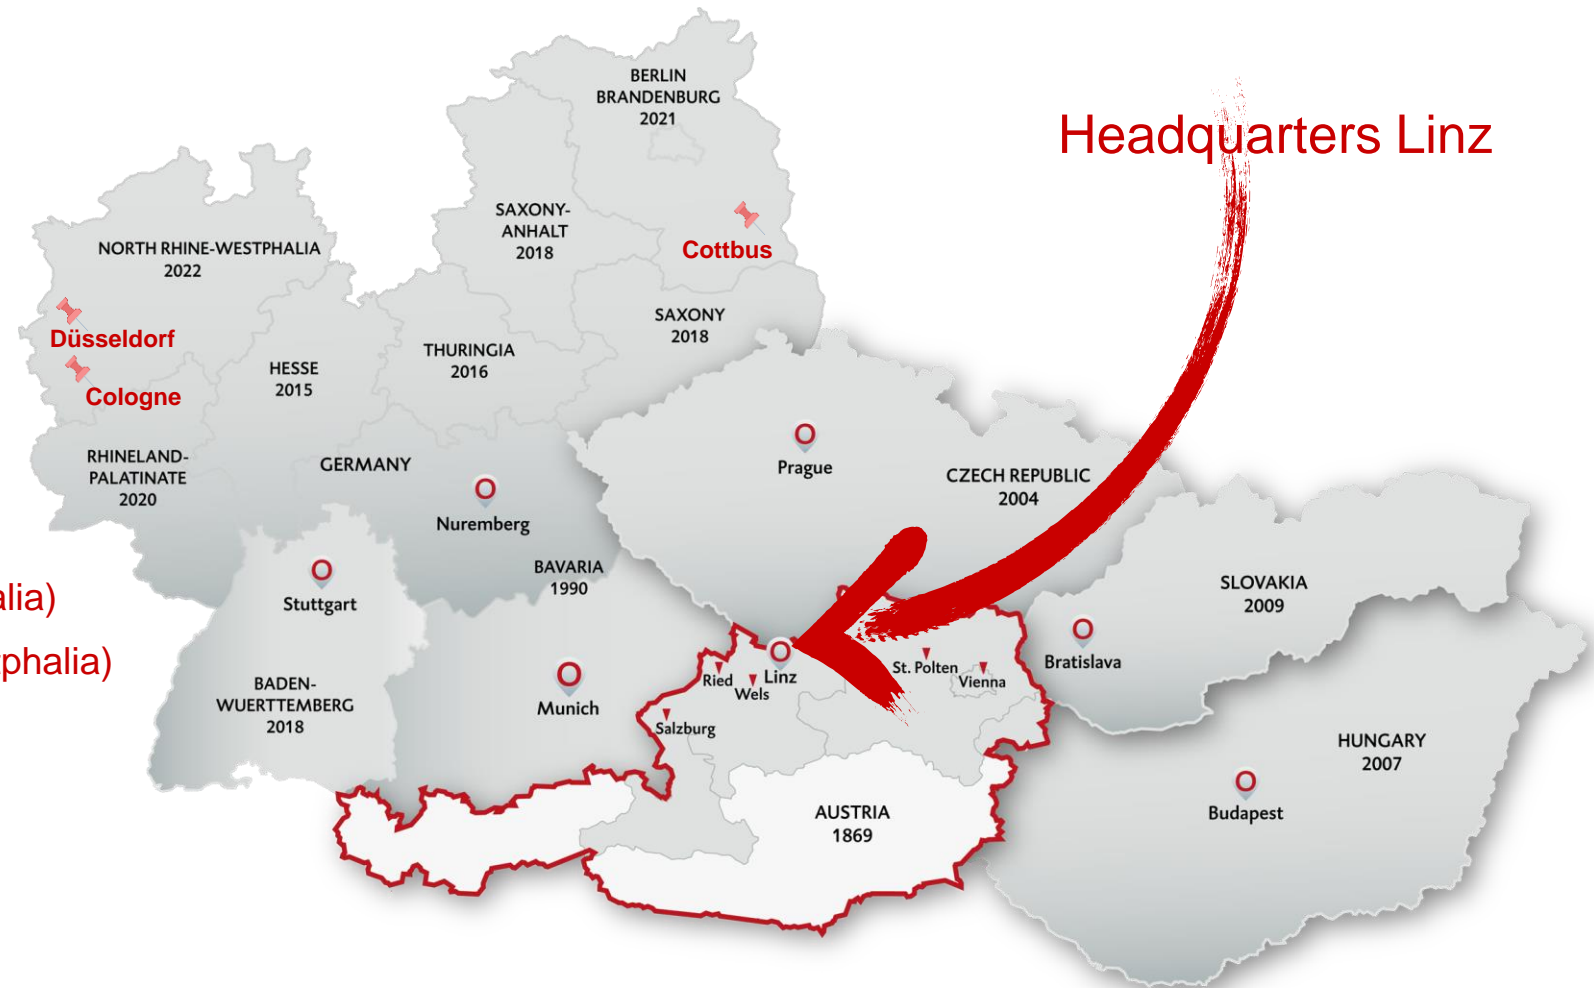 BERLIN
BRANDENBURG
2021
Headquarters Linz
SAXONY-
ANHALT
2018
NORTH RHINE-WESTPHALIA
2022
Cottbus
SAXONY
2018
Düsseldorf
THURINGIA
2016
HESSE
2015
Cologne
RHINELAND-
PALATINATE
2020
GERMANY
Prague
CZECH REPUBLIC
2004
Nuremberg
BAVARIA
1990
SLOVAKIA
2009
alia)
Stuttgart
tphalia)
Bratislava
Ried
Wels
Linz
St. Polten
Vienna
BADEN-
WUERTTEMBERG
2018
Munich
Salzburg
HUNGARY
2007
AUSTRIA
1869
Budapest